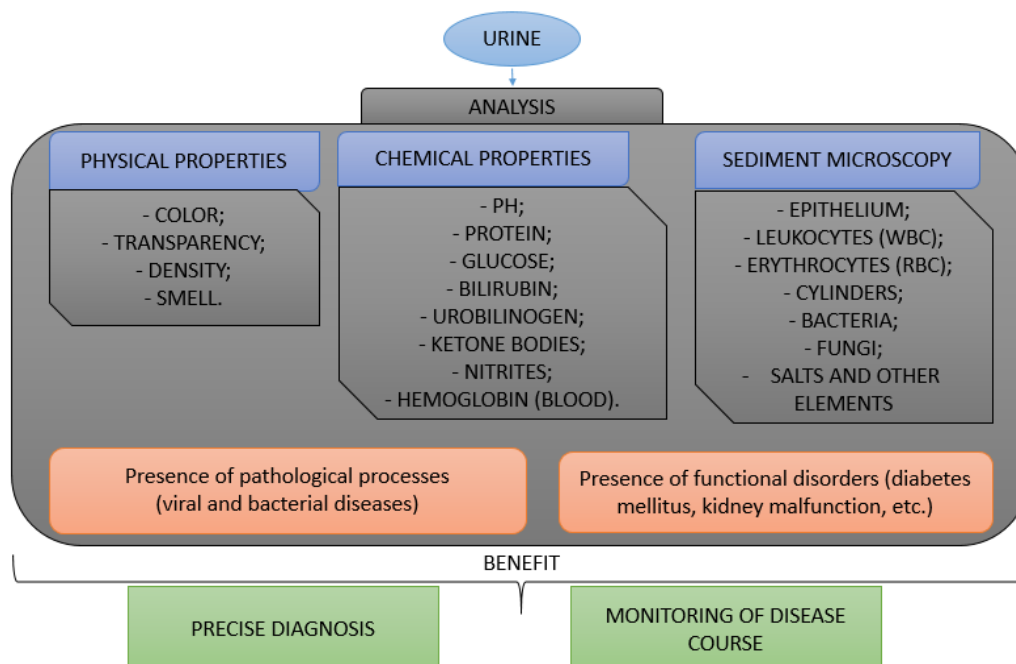 URINE
ANALYSIS
PHYSICAL PROPERTIES
- COLOR;
- TRANSPARENCY;
- DENSITY;
- SMELL.
CHEMICAL PROPERTIES
- PH;
- PROTEIN;
- GLUCOSE;
- BILIRUBIN;
- UROBILINOGEN;
- KETONE BODIES;
- NITRITES;
- HEMOGLOBIN (BLOOD).
SEDIMENT MICROSCOPY
- EPITHELIUM;
- LEUKOCYTES (WBC);
- ERYTHROCYTES (RBC);
- CYLINDERS;
- BACTERIA;
- FUNGI;
- SALTS AND OTHER
ELEMENTS
Presence of pathological processes
(viral and bacterial diseases)
Presence of functional disorders (diabetes
mellitus, kidney malfunction, etc.)
BENEFIT
PRECISE DIAGNOSIS
MONITORING OF DISEASE
COURSE